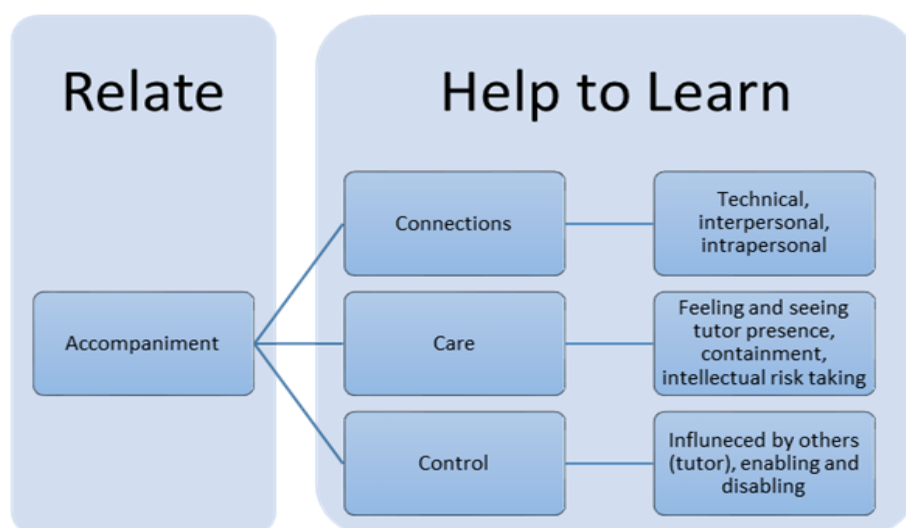 Relate
Help to Learn
Accompaniment
Connections
Technical,
interpersonal,
intrapersonal
Care
Feeling and seeing
tutor presence,
containment,
intellectual risk taking
Control
Influneced by others
(tutor), enabling and
disabling